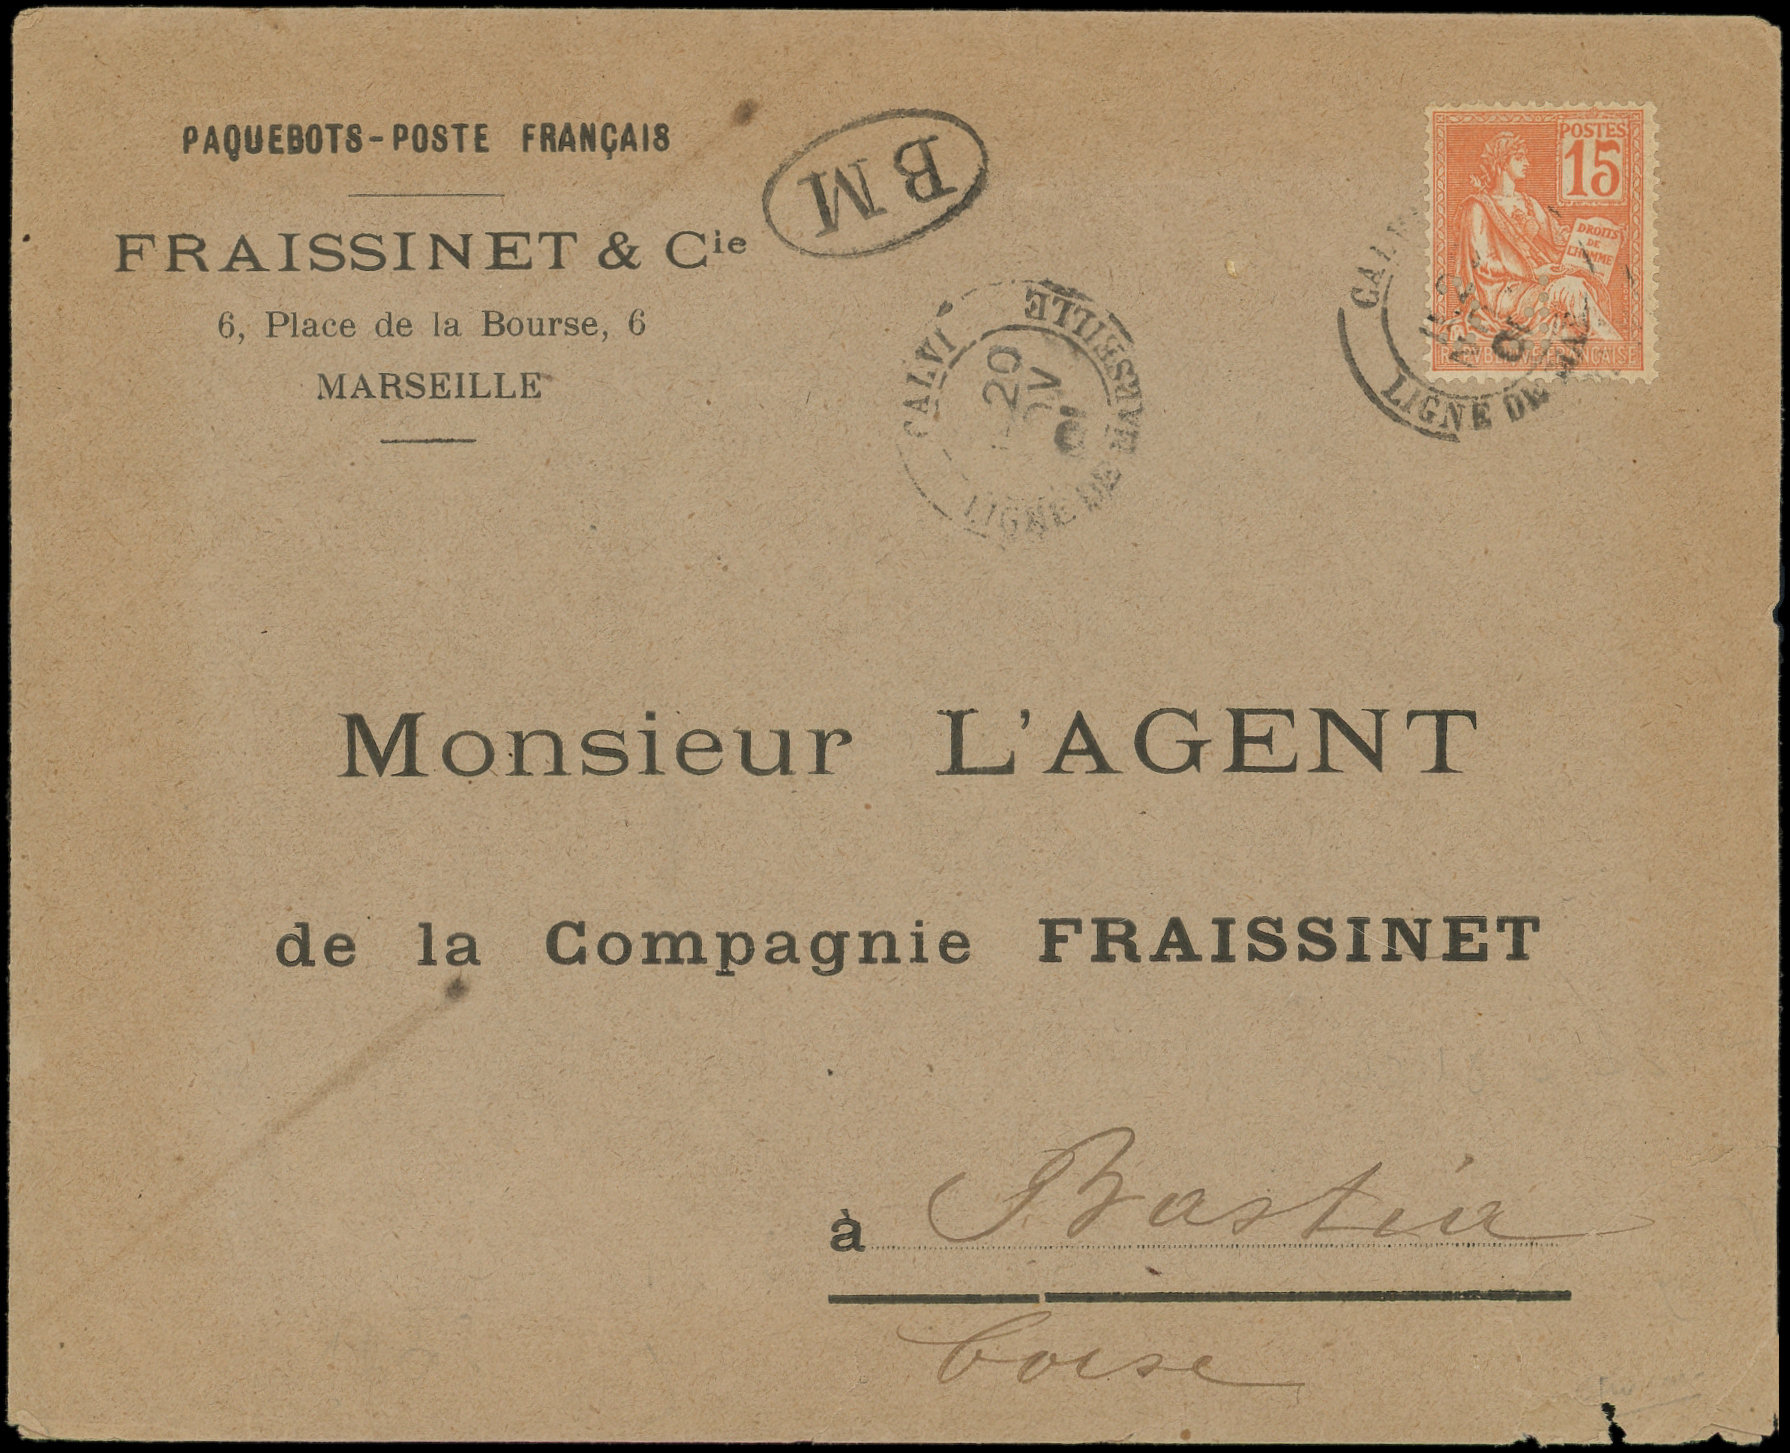 PAQUEBOTS-POSTE FRANÇAIS
FRAISSINET & Cie
6, Place de la Bourse, 6
MARSEILLE
BM
CALVI
LIGNE DE MARSEILLE
20
01
POSTES
15
DROITS
DE
L'HOMME
REPUBLIQUE FRANÇAISE
LIGNE DE
Monsieur L'AGENT
de la Compagnie FRAISSINET
à Bastia
Corse